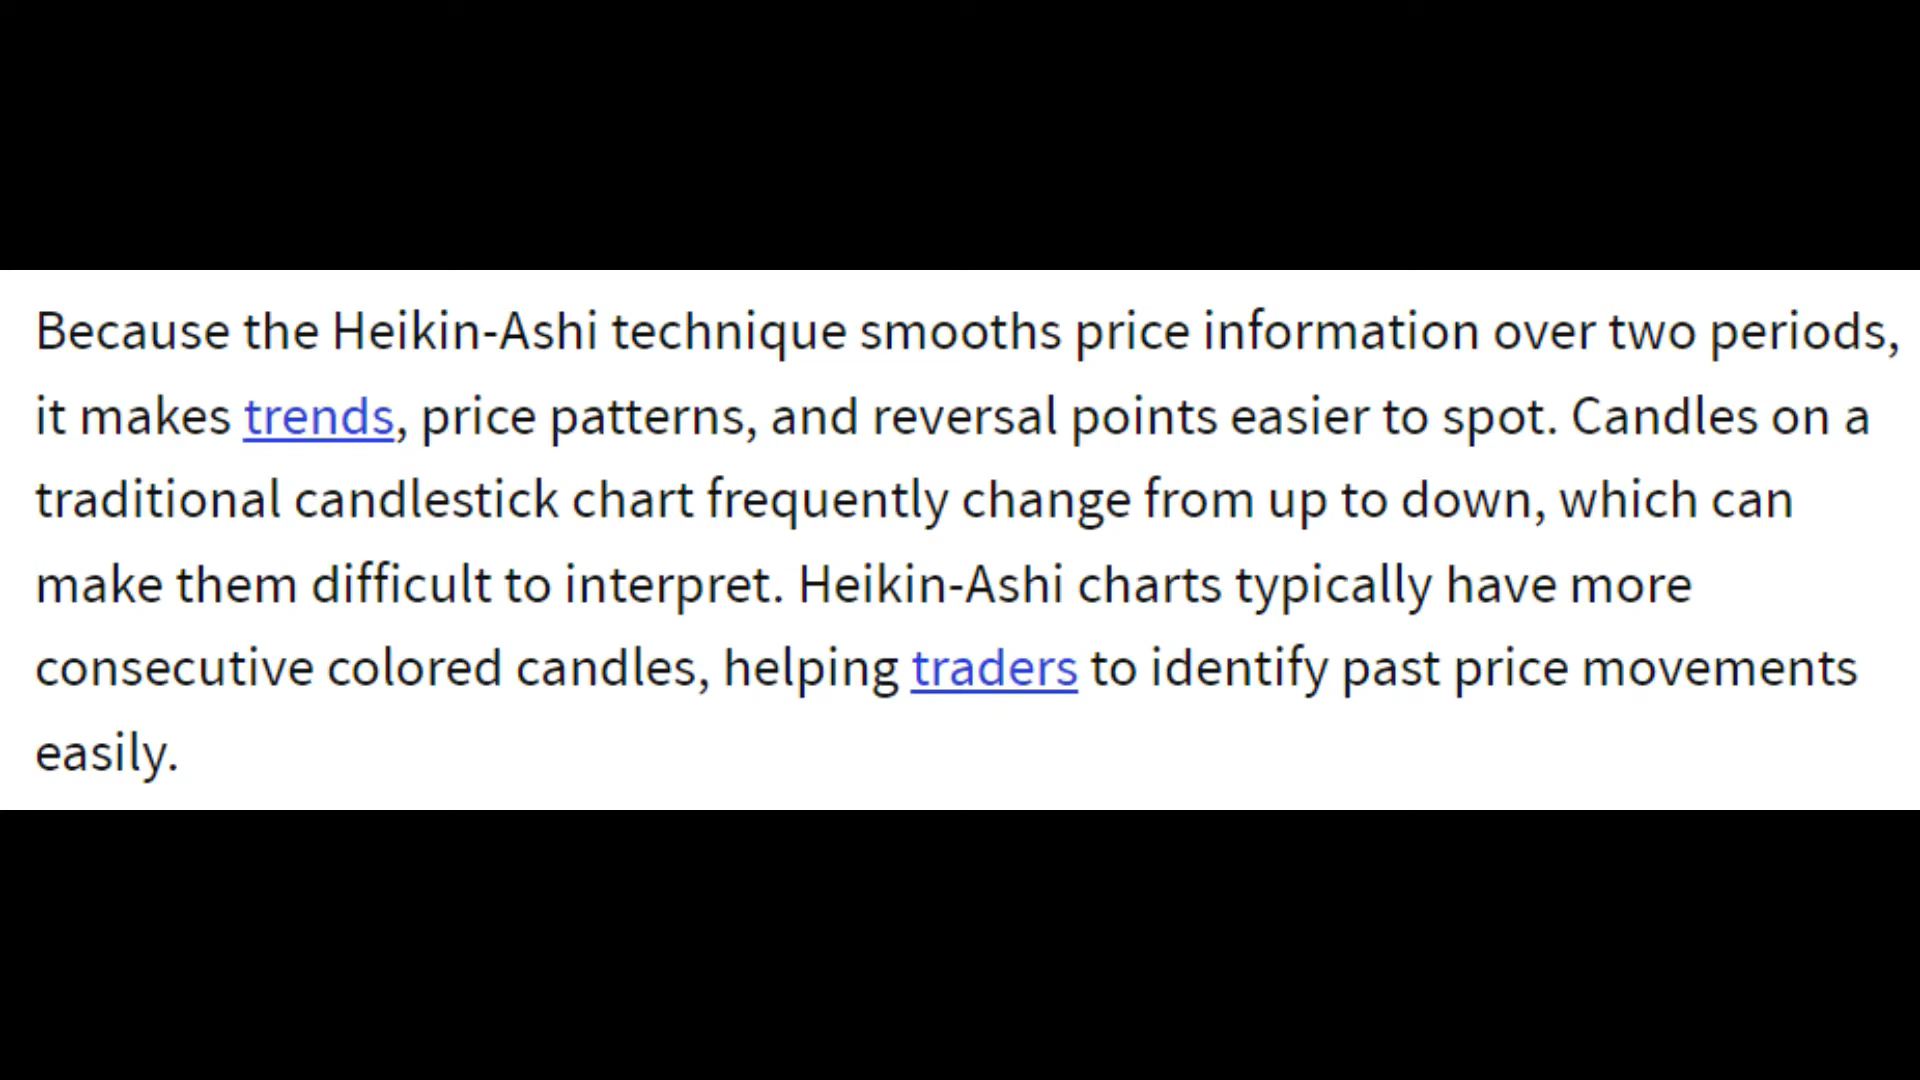 Because the Heikin-Ashi technique smooths price information over two periods,
it makes trends, price patterns, and reversal points easier to spot. Candles on a
traditional candlestick chart frequently change from up to down, which can
make them difficult to interpret. Heikin-Ashi charts typically have more
consecutive colored candles, helping traders to identify past price movements
easily.